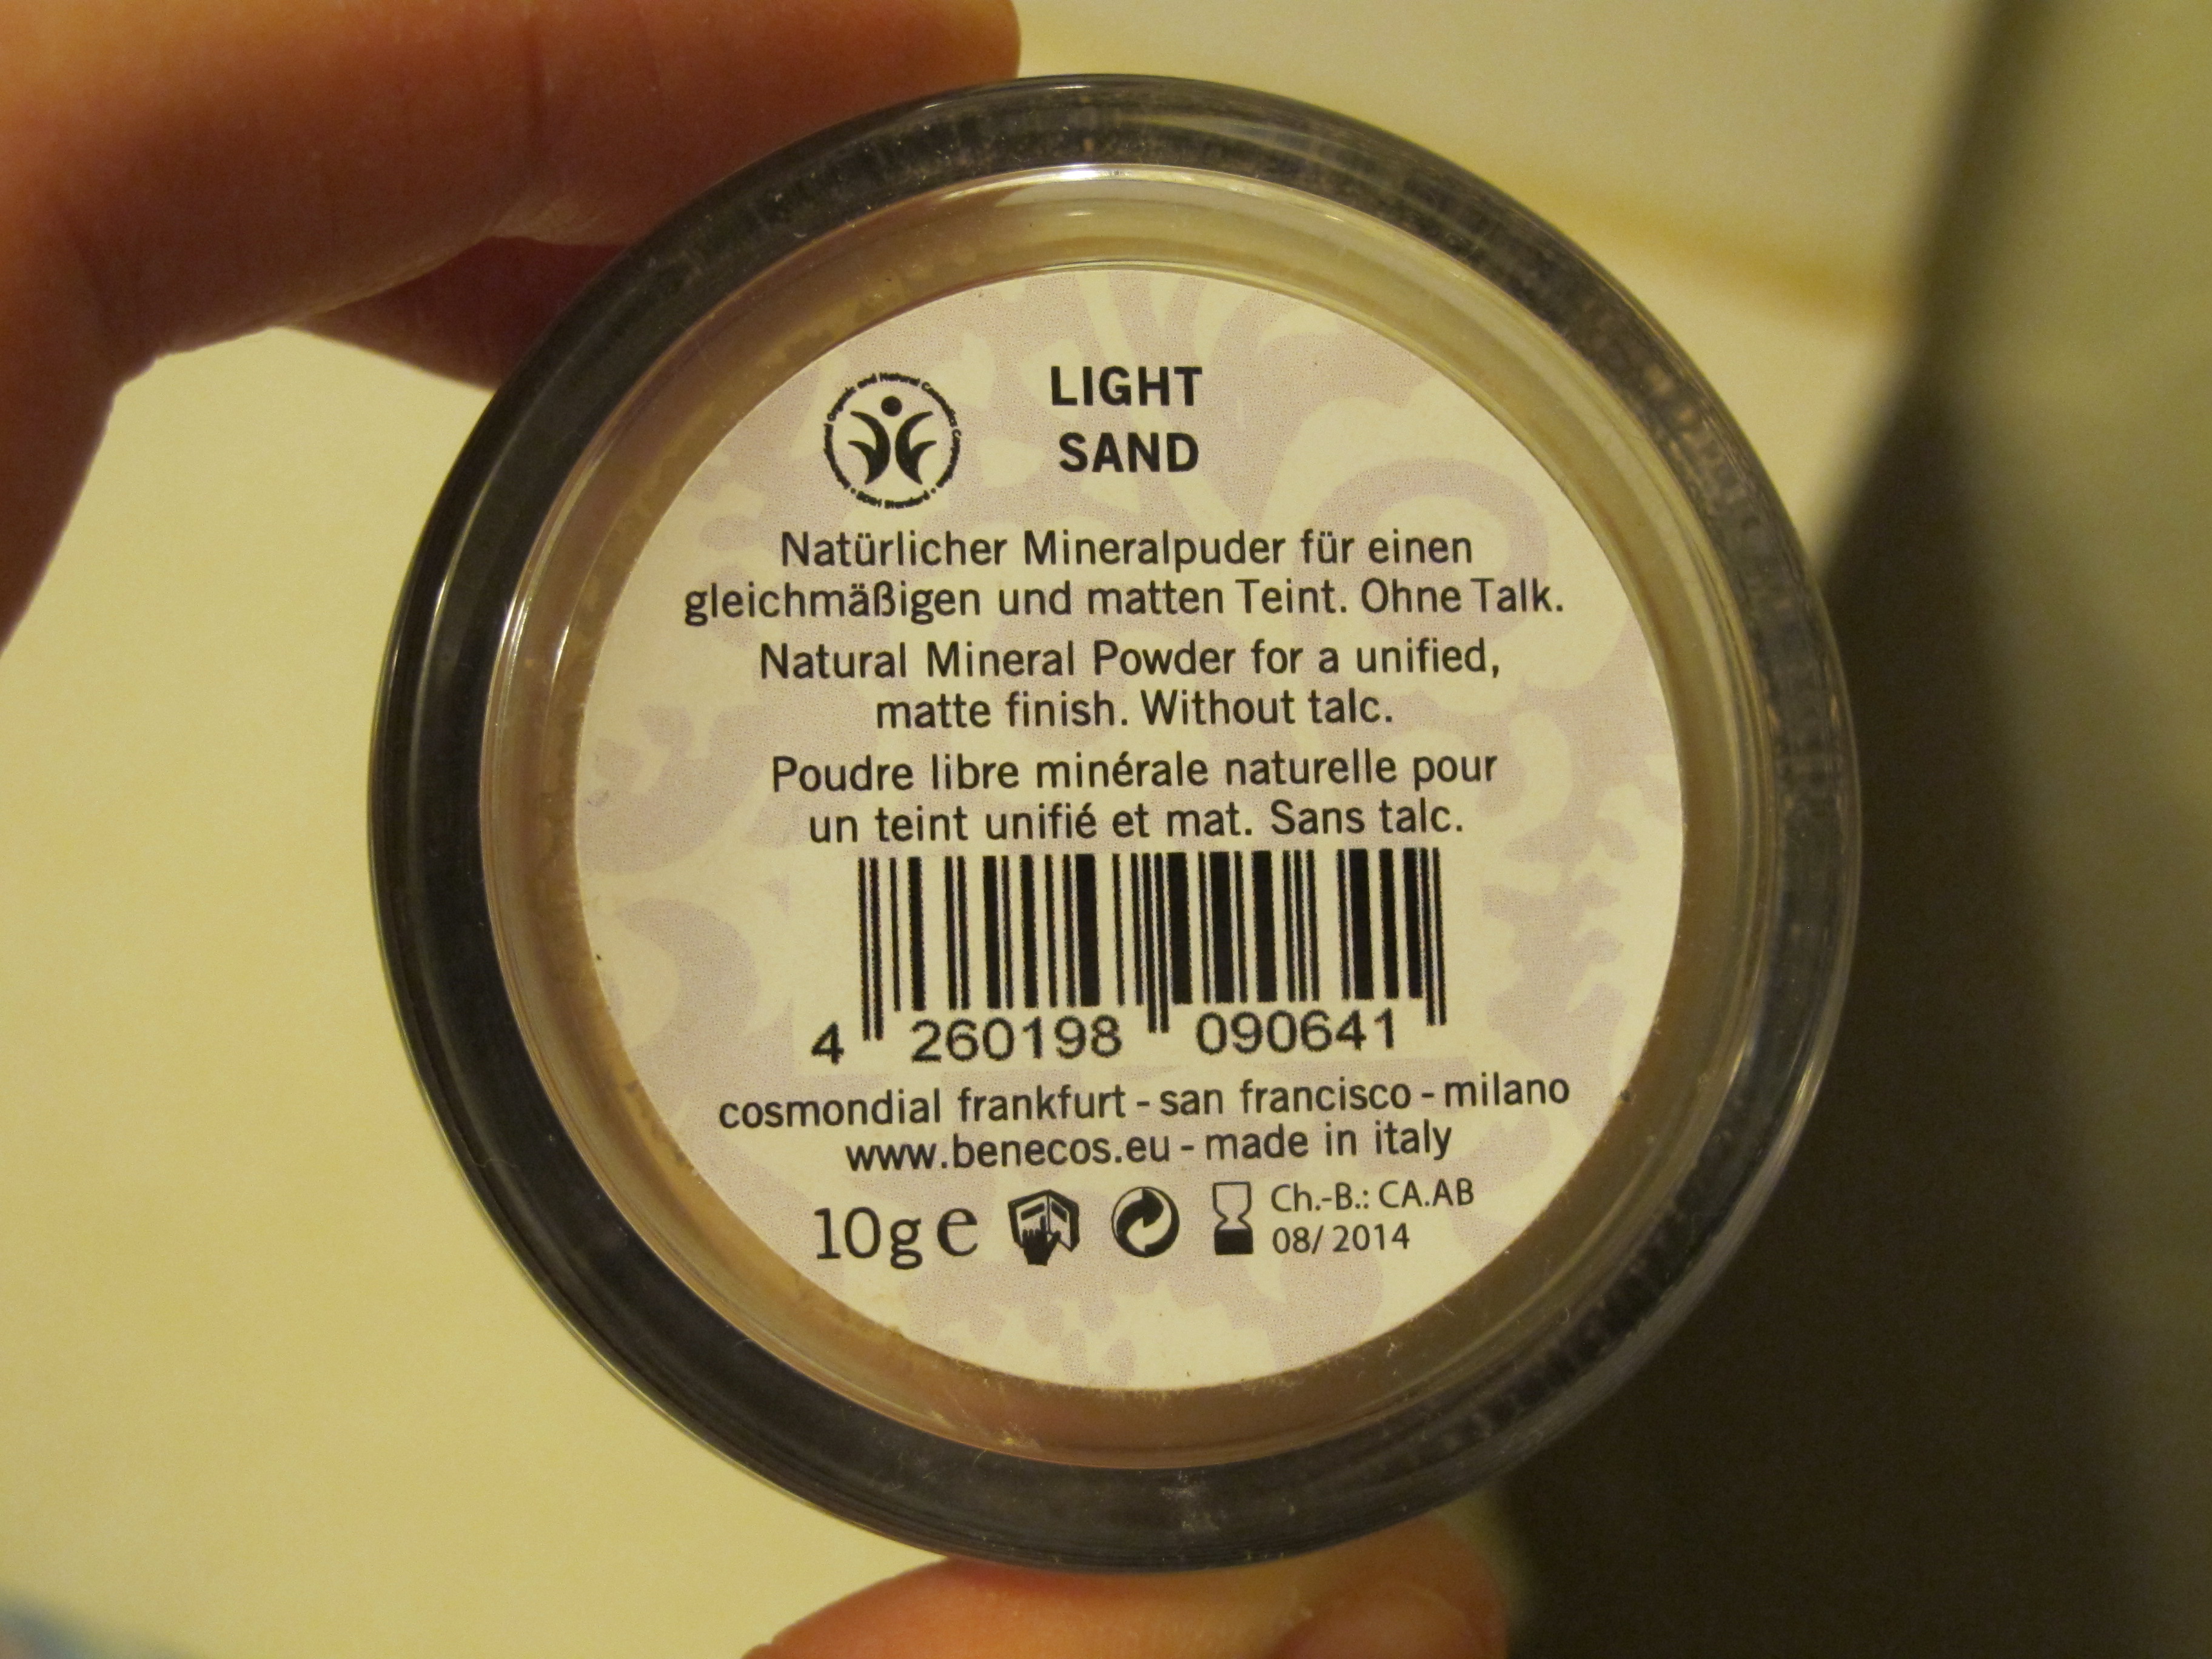 LIGHT
SAND
Natürlicher Mineralpuder für einen
gleichmäßigen und matten Teint. Ohne Talk.
Natural Mineral Powder for a unified,
matte finish. Without talc.
Poudre libre minérale naturelle pour
un teint unifié et mat. Sans talc.
4 260198 090641
cosmondial frankfurt - san francisco - milano
www.benecos.eu - made in italy
10g e
Ch.-B.: CA.AB
08/ 2014